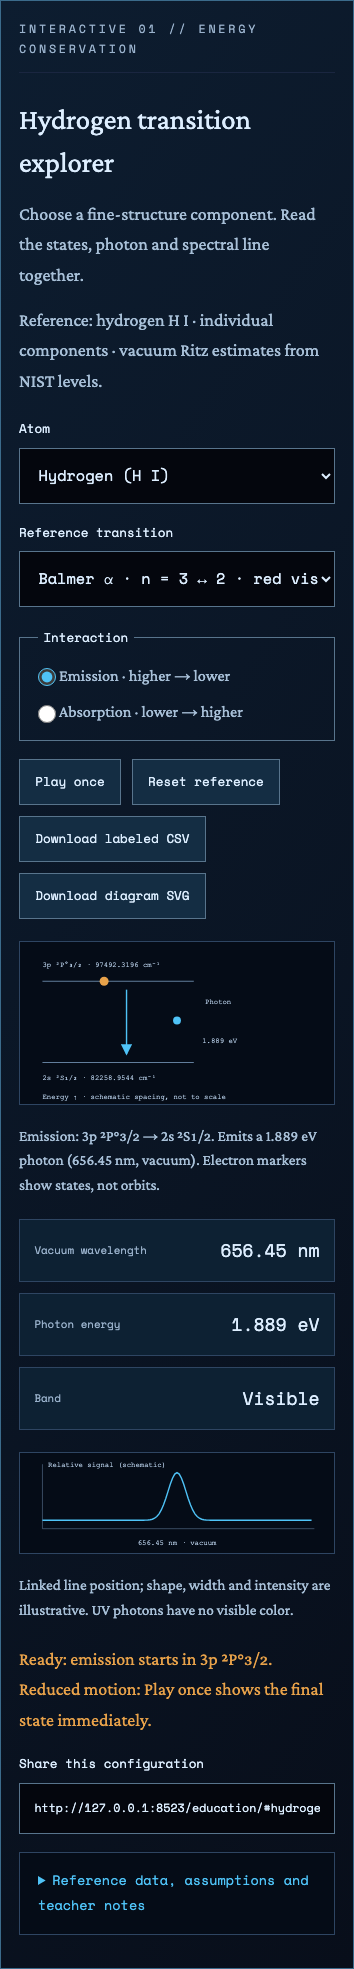 INTERACTIVE 01 // ENERGY
CONSERVATION
Hydrogen transition
explorer
Choose a fine-structure component. Read
the states, photon and spectral line
together.
Reference: hydrogen H I · individual
components · vacuum Ritz estimates from
NIST levels.
Atom
Hydrogen (H I)
Reference transition
Balmer α · n = 3 ↔ 2 · red vis
Interaction
Emission · higher → lower
Absorption · lower → higher
Play once
Reset reference
Download labeled CSV
Download diagram SVG
3p ²P°₃/₂ · 97492.3196 cm⁻¹
Photon
1.889 eV
2s ²S₁/₂ · 82258.9544 cm⁻¹
Energy ↑ · schematic spacing, not to scale
Emission: 3p ²P°3/2 → 2s ²S1/2. Emits a 1.889 eV
photon (656.45 nm, vacuum). Electron markers
show states, not orbits.
Vacuum wavelength 656.45 nm
Photon energy 1.889 eV
Band Visible
Relative signal (schematic)
656.45 nm · vacuum
Linked line position; shape, width and intensity are
illustrative. UV photons have no visible color.
Ready: emission starts in 3p ²P°3/2.
Reduced motion: Play once shows the final
state immediately.
Share this configuration
http://127.0.0.1:8523/education/#hydroge
▶ Reference data, assumptions and
teacher notes